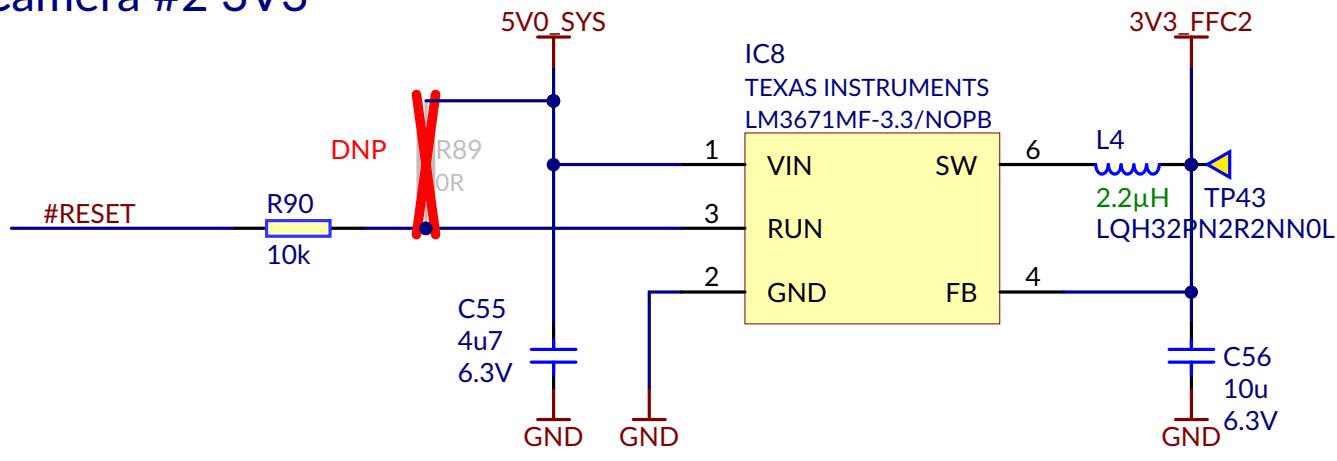 Camera #2 3V3
5V0_SYS
3V3_FFC2
IC8
TEXAS INSTRUMENTS
LM3671MF-3.3/NOPB
DNP
R89
0R
1
VIN
SW
6
L4
2.2µH
TP43
LQH32PN2R2NN0L
#RESET
R90
10k
3
RUN
2
GND
FB
4
C55
4u7
6.3V
C56
10u
6.3V
GND
GND
GND